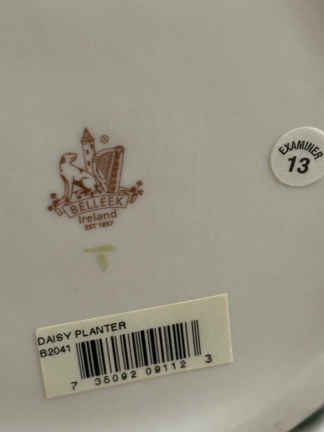 EXAMINER
13
®
BELLEEK
Ireland
EST 1857
T
DAISY PLANTER
B2041
7 35092 09112 3